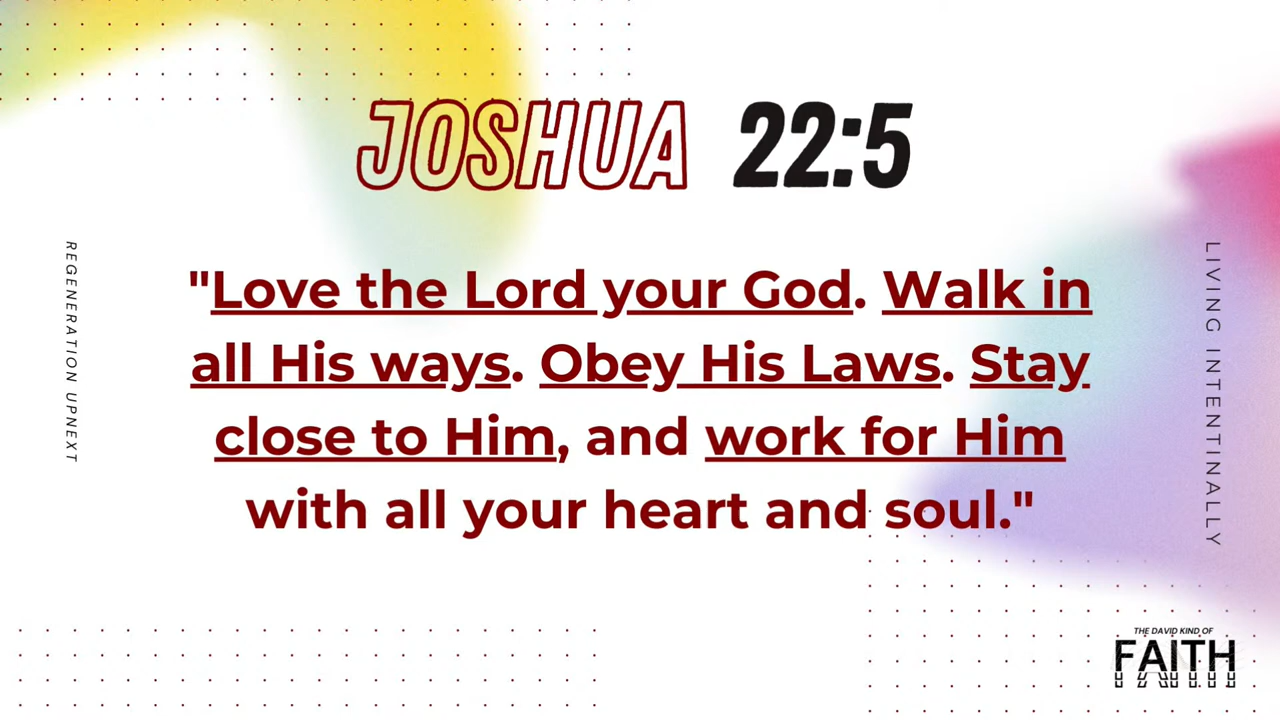 JOSHUA 22:5
REGENERATION UPNEXT
"Love the Lord your God. Walk in
all His ways. Obey His Laws. Stay
close to Him, and work for Him
with all your heart and soul."
LIVING INTENTINALLY
THE DAVID KIND OF
FAITH